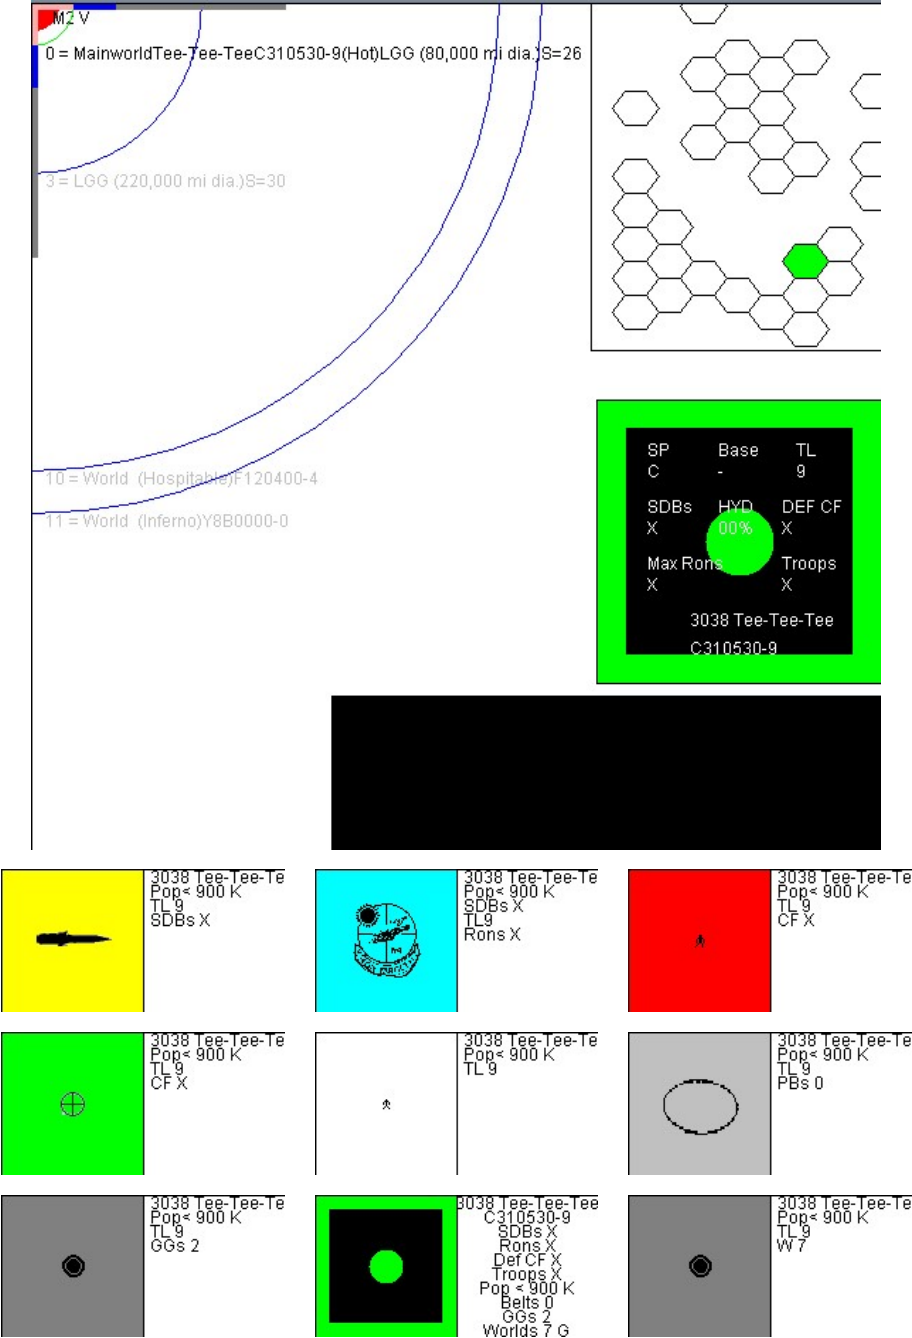 M2 V
0 = MainworldTee-Tee-TeeC310530-9(Hot)LGG (80,000 mi dia.)S=26
3 = LGG (220,000 mi dia.)S=30
10 = World  (Hospitable)F120400-4
11 = World  (Inferno)Y8B0000-0
SP Base TL
C - 9
SDBs HYD DEF CF
X 00% X
Max Rons Troops
X X
3038 Tee-Tee-Tee
C310530-9
3038 Tee-Tee-Te
Pop< 900 K
TL 9
SDBs X
3038 Tee-Tee-Te
Pop< 900 K
SDBs X
TL9
Rons X
3038 Tee-Tee-Te
Pop< 900 K
TL 9
CF X
3038 Tee-Tee-Te
Pop< 900 K
TL 9
CF X
3038 Tee-Tee-Te
Pop< 900 K
TL 9
3038 Tee-Tee-Te
Pop< 900 K
TL 9
PBs 0
3038 Tee-Tee-Te
Pop< 900 K
TL 9
GGs 2
3038 Tee-Tee-Tee
C310530-9
SDBs X
Rons X
Def CF X
Troops X
Pop < 900 K
Belts 0
GGs 2
Worlds 7 G
3038 Tee-Tee-Te
Pop< 900 K
TL 9
W 7